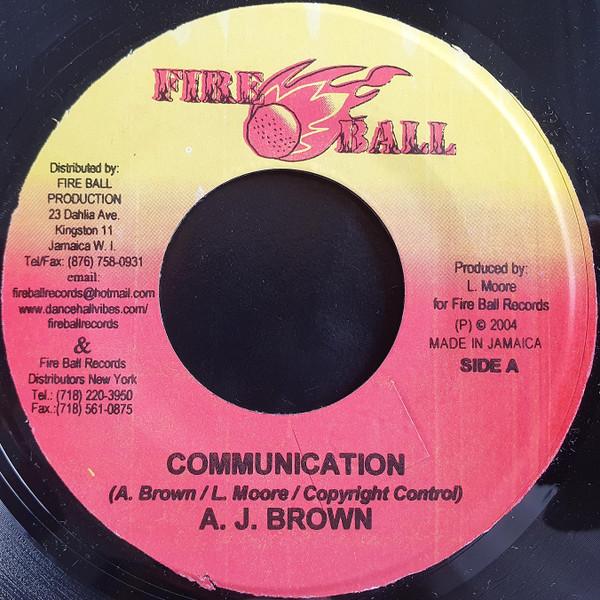 FIRE BALL
Distributed by:
FIRE BALL
PRODUCTION
23 Dahlia Ave.
Kingston 11
Jamaica W. I.
Tel/Fax: (876) 758-0931
email:
fireballrecords@hotmail.com
www.dancehallvibes.com/
fireballrecords
&
Fire Ball Records
Distributors New York
Tel.: (718) 220-3950
Fax.:(718) 561-0875
Produced by:
L. Moore
for Fire Ball Records
(P) © 2004
MADE IN JAMAICA
SIDE A
COMMUNICATION
(A. Brown / L. Moore / Copyright Control)
A. J. BROWN